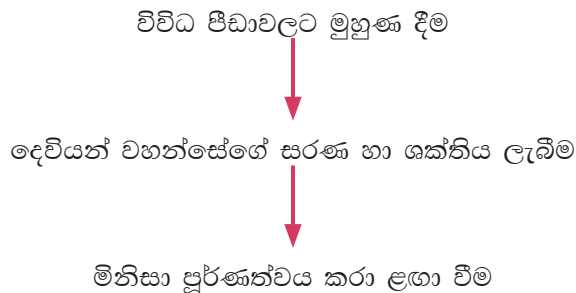 විවිධ පීඩාවලට මුහුණ දීම
දෙවියන් වහන්සේගේ සරණ හා ශක්තිය ලැබීම
මිනිසා පූර්ණත්වය කරා ළඟා වීම